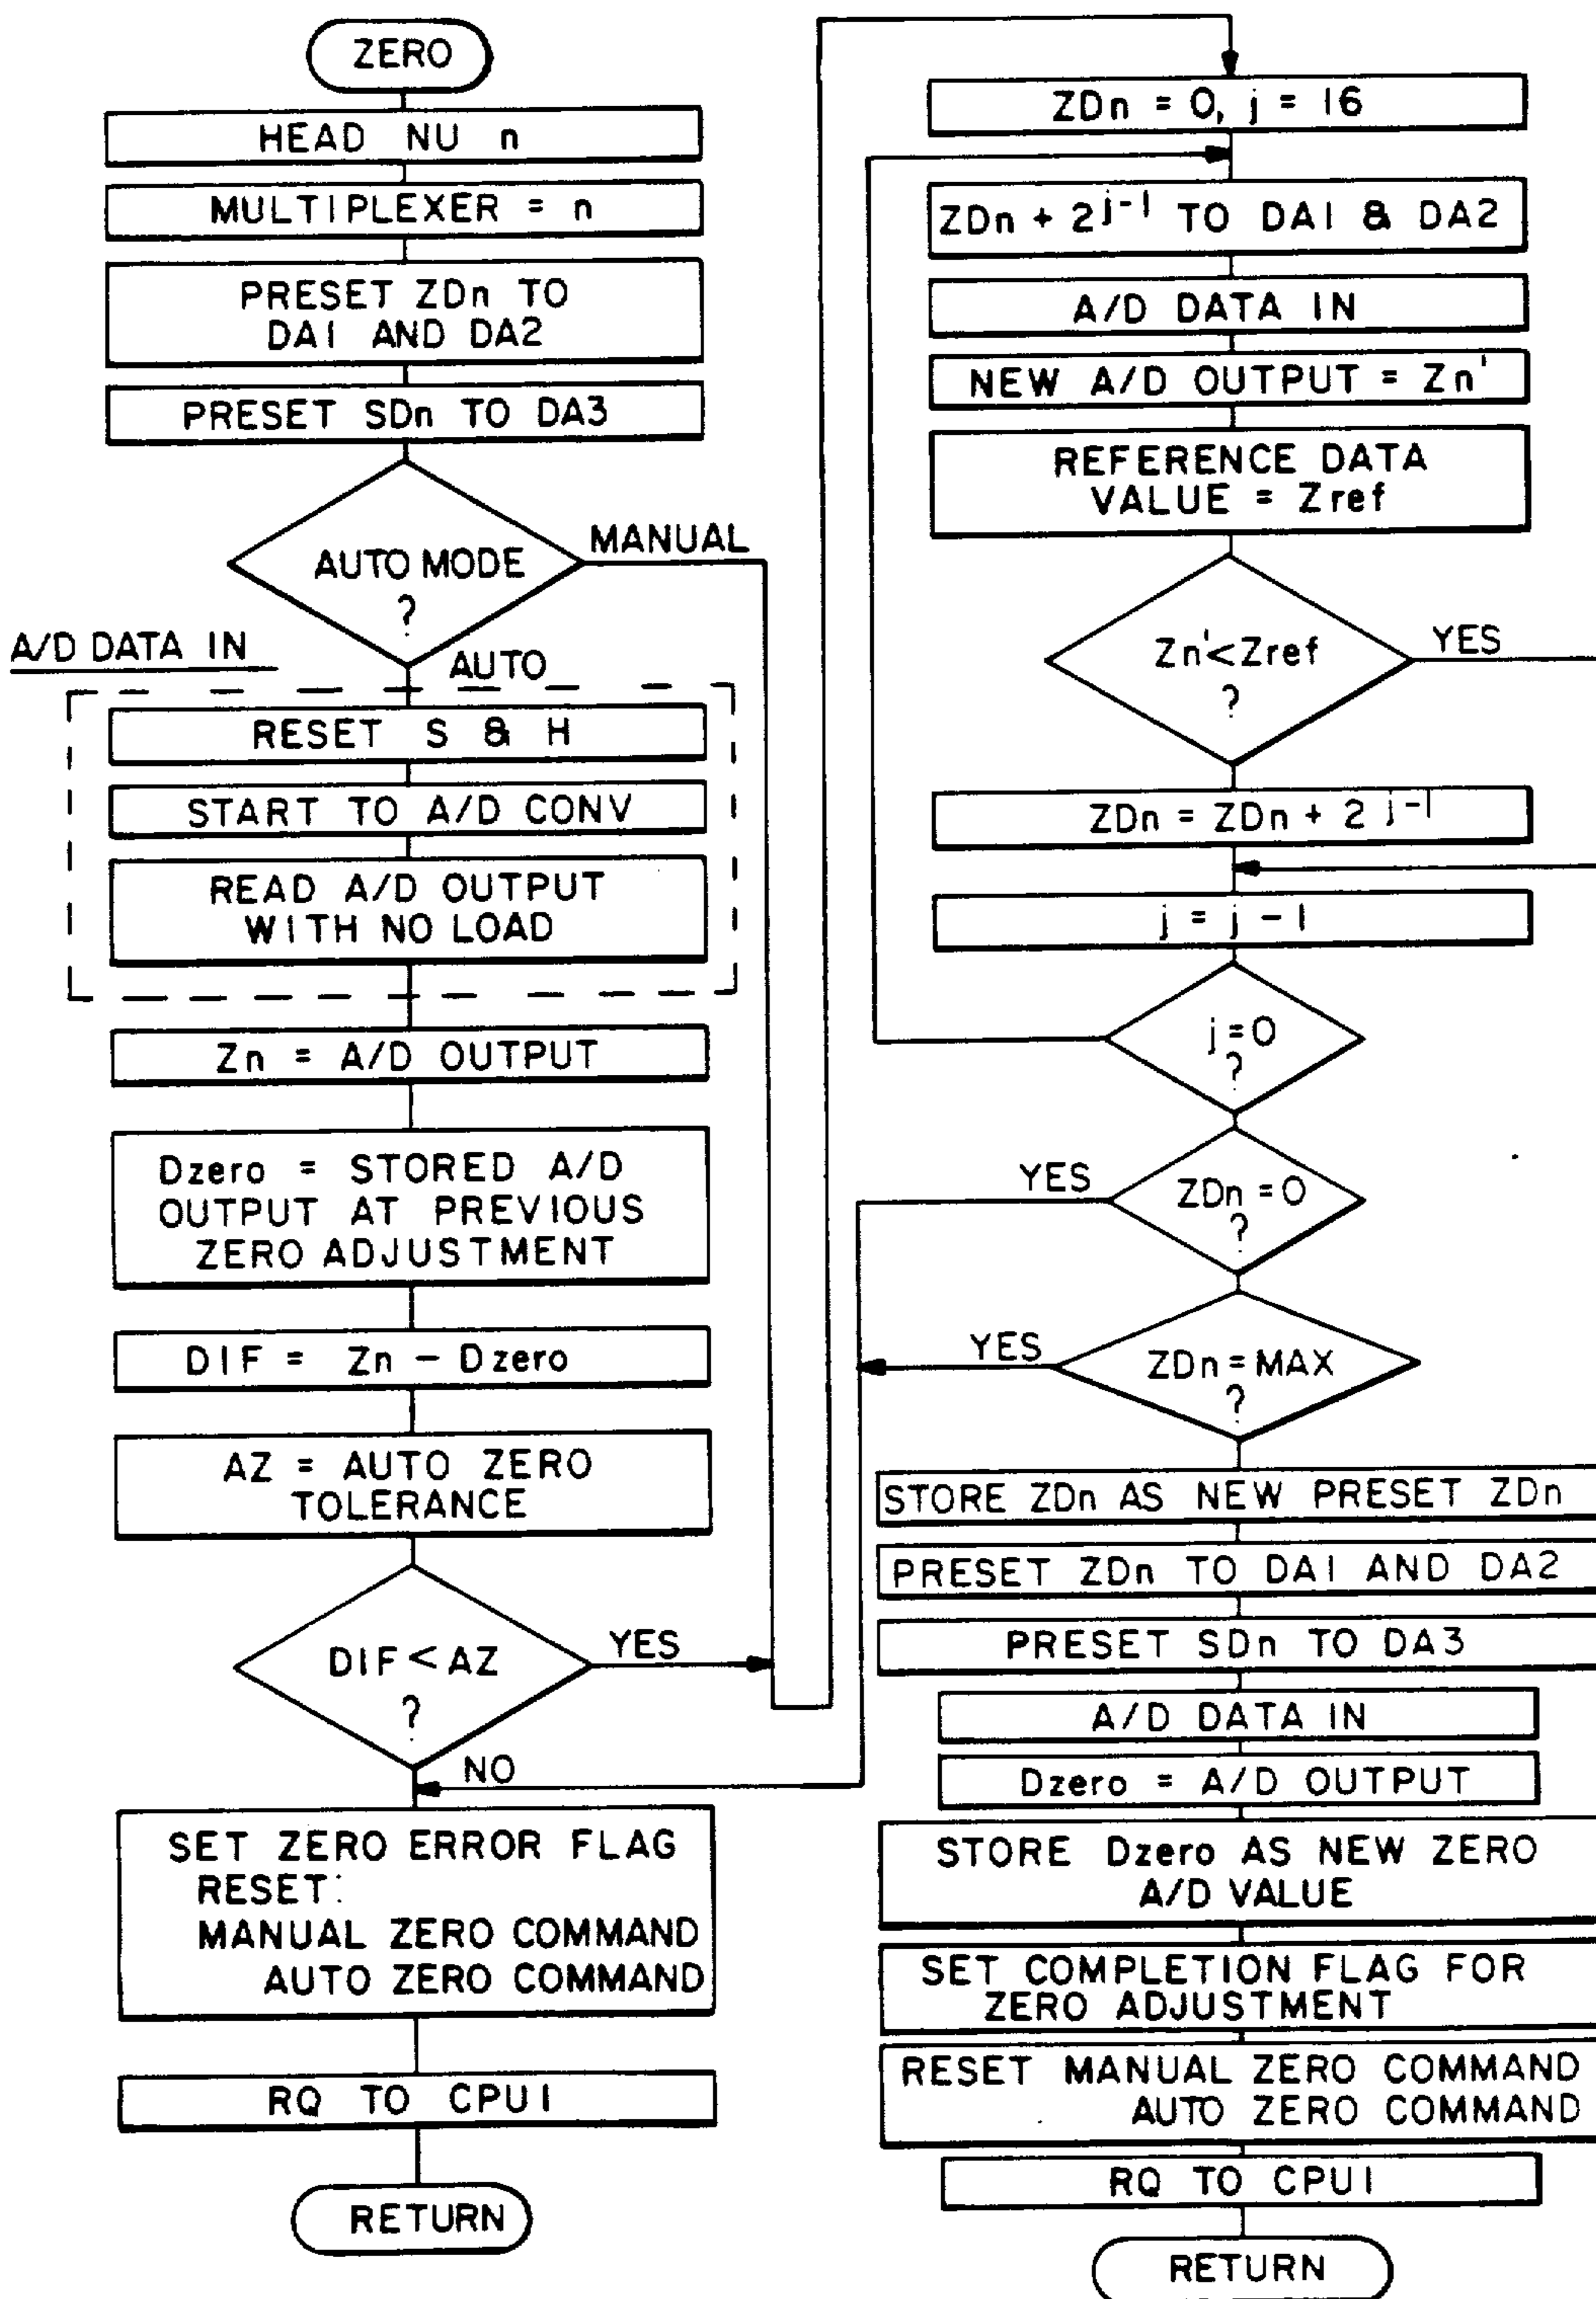 ZERO
HEAD NU n
MULTIPLEXER = n
PRESET ZDn TO
DA1 AND DA2
PRESET SDn TO DA3
AUTO MODE
?
MANUAL
A/D DATA IN
AUTO
RESET S & H
START TO A/D CONV
READ A/D OUTPUT
WITH NO LOAD
Zn = A/D OUTPUT
Dzero = STORED A/D
OUTPUT AT PREVIOUS
ZERO ADJUSTMENT
DIF = Zn - Dzero
AZ = AUTO ZERO
TOLERANCE
DIF < AZ
?
YES
NO
SET ZERO ERROR FLAG
RESET:
MANUAL ZERO COMMAND
AUTO ZERO COMMAND
RQ TO CPU1
RETURN
ZDn = 0, j = 16
ZDn + 2^j-1 TO DA1 & DA2
A/D DATA IN
NEW A/D OUTPUT = Zn'
REFERENCE DATA
VALUE = Zref
Zn'<Zref
?
YES
ZDn = ZDn + 2^j-1
j = j - 1
j = 0
?
YES
ZDn = 0
?
YES
ZDn = MAX
?
STORE ZDn AS NEW PRESET ZDn
PRESET ZDn TO DA1 AND DA2
PRESET SDn TO DA3
A/D DATA IN
Dzero = A/D OUTPUT
STORE Dzero AS NEW ZERO
A/D VALUE
SET COMPLETION FLAG FOR
ZERO ADJUSTMENT
RESET MANUAL ZERO COMMAND
AUTO ZERO COMMAND
RQ TO CPU1
RETURN